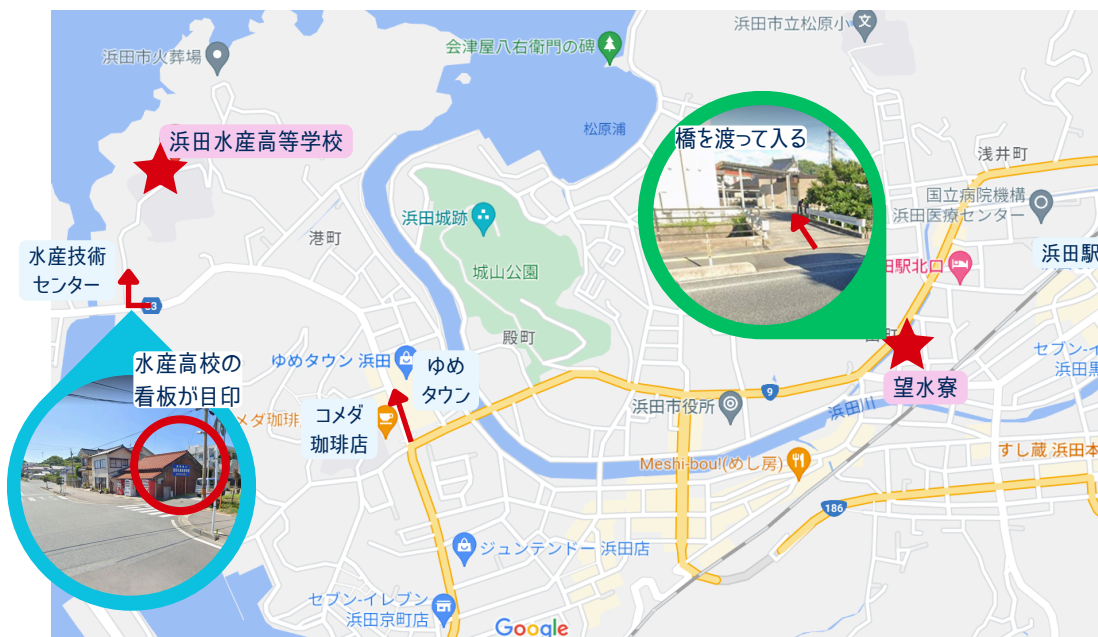 浜田市立松原小
会津屋八右衛門の碑
浜田市火葬場
松原浦
橋を渡って入る
浜田水産高等学校
浅井町
国立病院機構
浜田医療センター
浜田城跡
港町
水産技術
センター
城山公園
田駅北口
浜田駅
殿町
水産高校の
看板が目印
ゆめタウン 浜田
ゆめ
タウン
セブン-イ
浜田黒
望水寮
9
浜田市役所
浜田川
コメダ
珈琲店
メダ珈琲
Meshi-bou!(めし房)
すし蔵 浜田本
186
ジュンテンドー 浜田店
セブン-イレブン
浜田京町店
Google